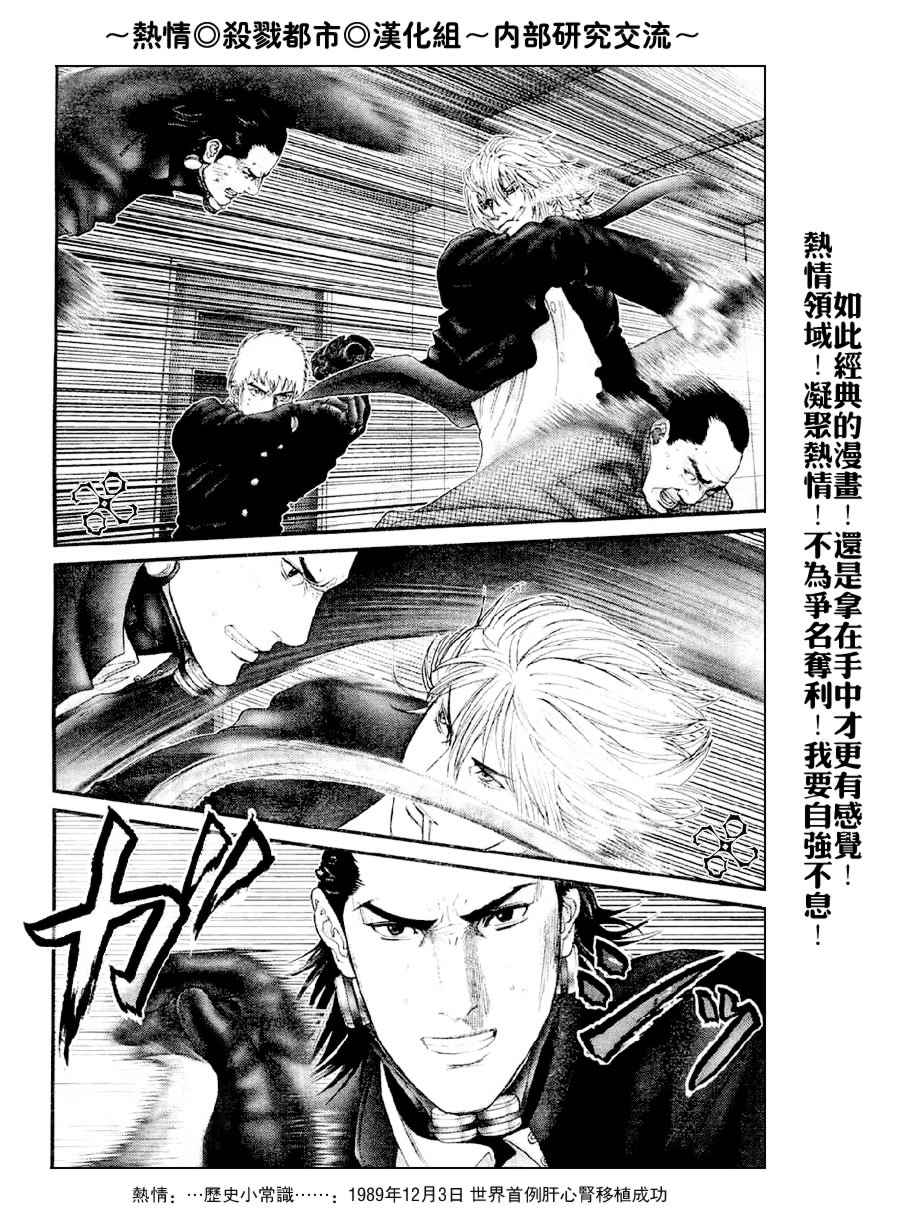 ～熱情◎殺戮都市◎漢化組～内部研究交流～
如此經典的漫畫！還是拿在手中才更有感覺！
熱情領域！凝聚熱情！不為爭名奪利！我要自強不息！
ガガッ
熱情：…歷史小常識……：1989年12月3日 世界首例肝心腎移植成功